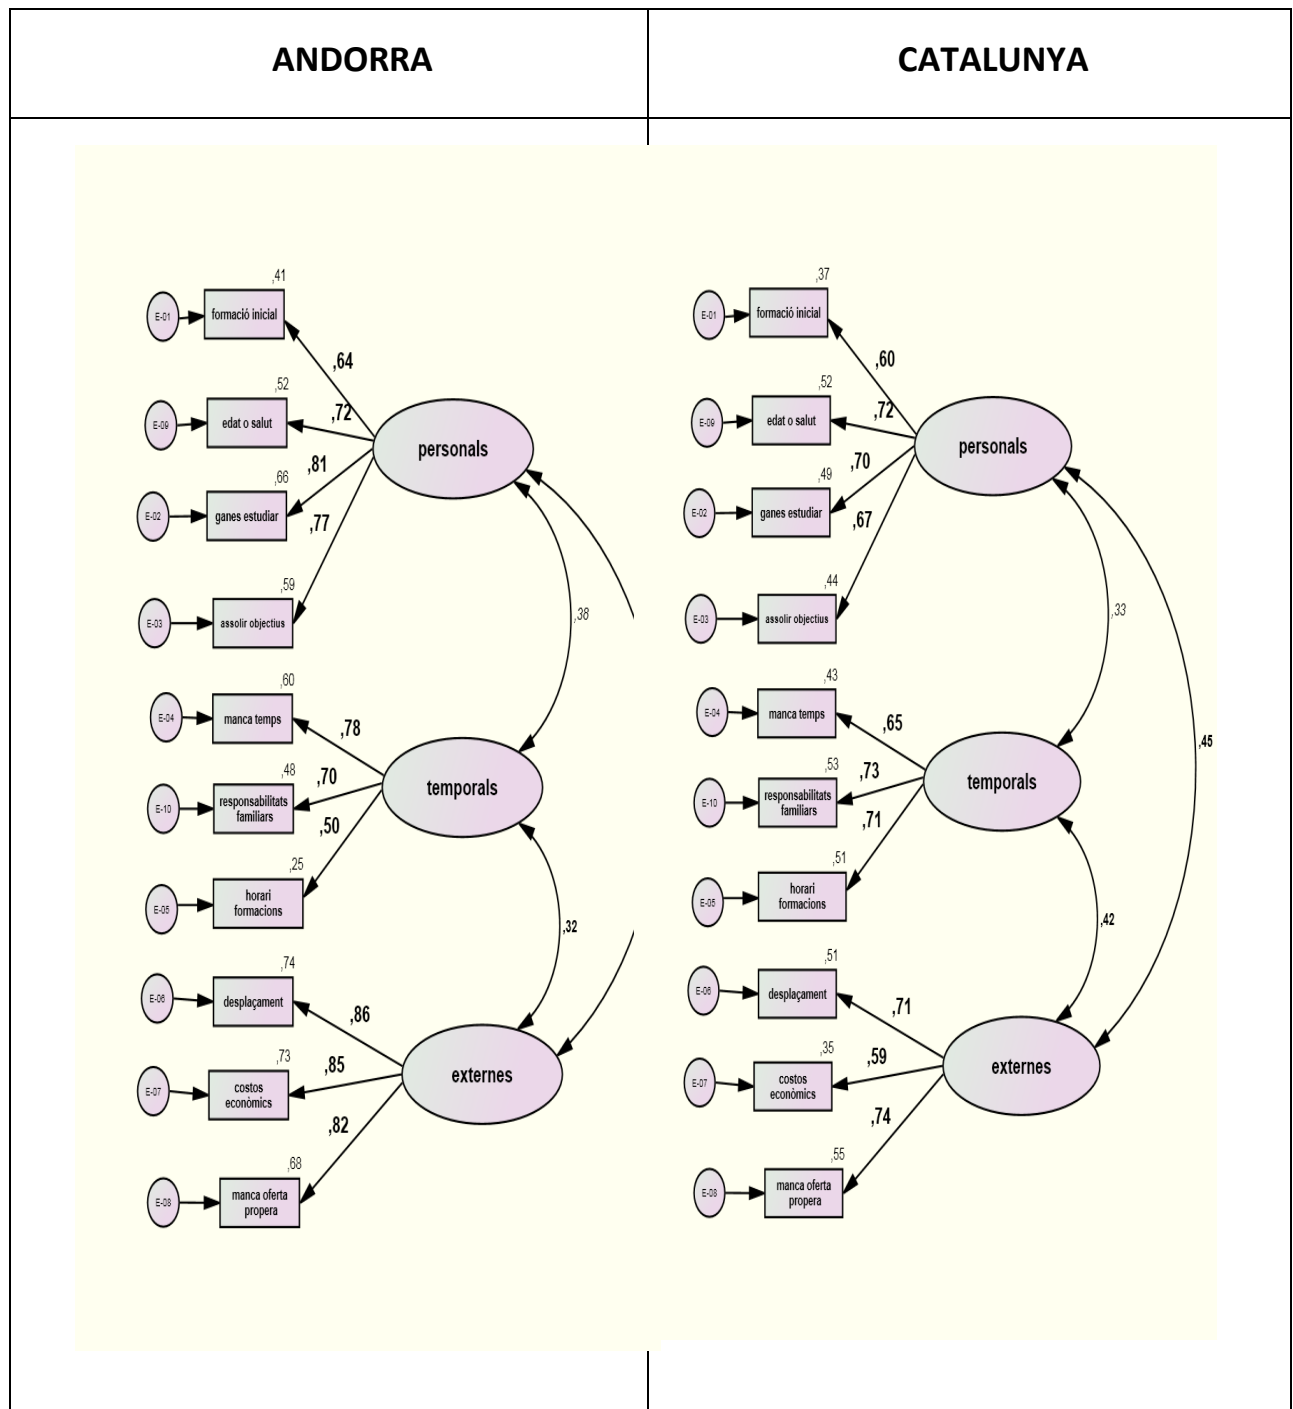 ANDORRA
CATALUNYA
,41
E-01
formació inicial
,64
,52
E-09
edat o salut
,72
personals
,81
,66
E-02
ganes estudiar
,77
,59
E-03
assolir objectius
,38
,60
E-04
manca temps
,78
,48
,70
temporals
E-10
responsabilitats
familiars
,50
,25
E-05
horari
formacions
,32
,74
E-06
desplaçament
,86
,73
,85
externes
E-07
costos
econòmics
,82
,68
E-08
manca oferta
propera
,37
E-01
formació inicial
,60
,52
E-09
edat o salut
,72
personals
,70
,49
E-02
ganes estudiar
,67
,44
E-03
assolir objectius
,33
,43
E-04
manca temps
,65
,45
,53
,73
temporals
E-10
responsabilitats
familiars
,71
,51
E-05
horari
formacions
,42
,51
E-06
desplaçament
,71
,35
,59
externes
E-07
costos
econòmics
,74
,55
E-08
manca oferta
propera